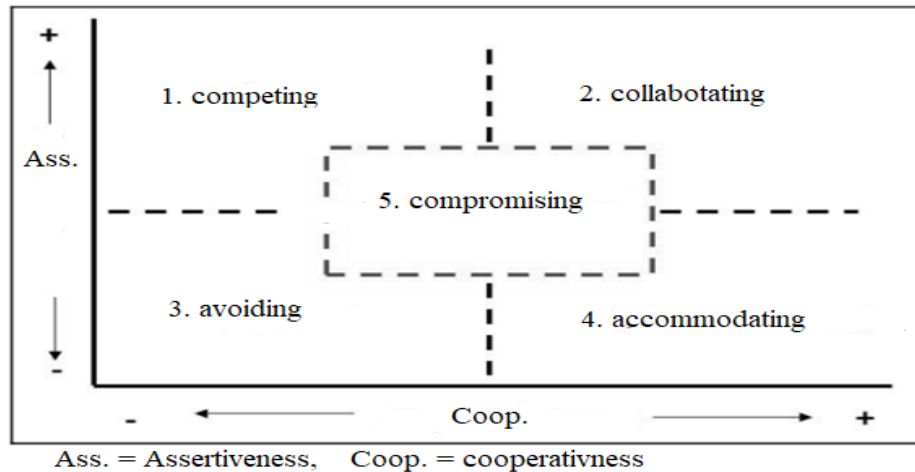 +
1. competing
2. collabotating
Ass.
5. compromising
3. avoiding
4. accommodating
-
- Coop. +
Ass. = Assertiveness, Coop. = cooperativness